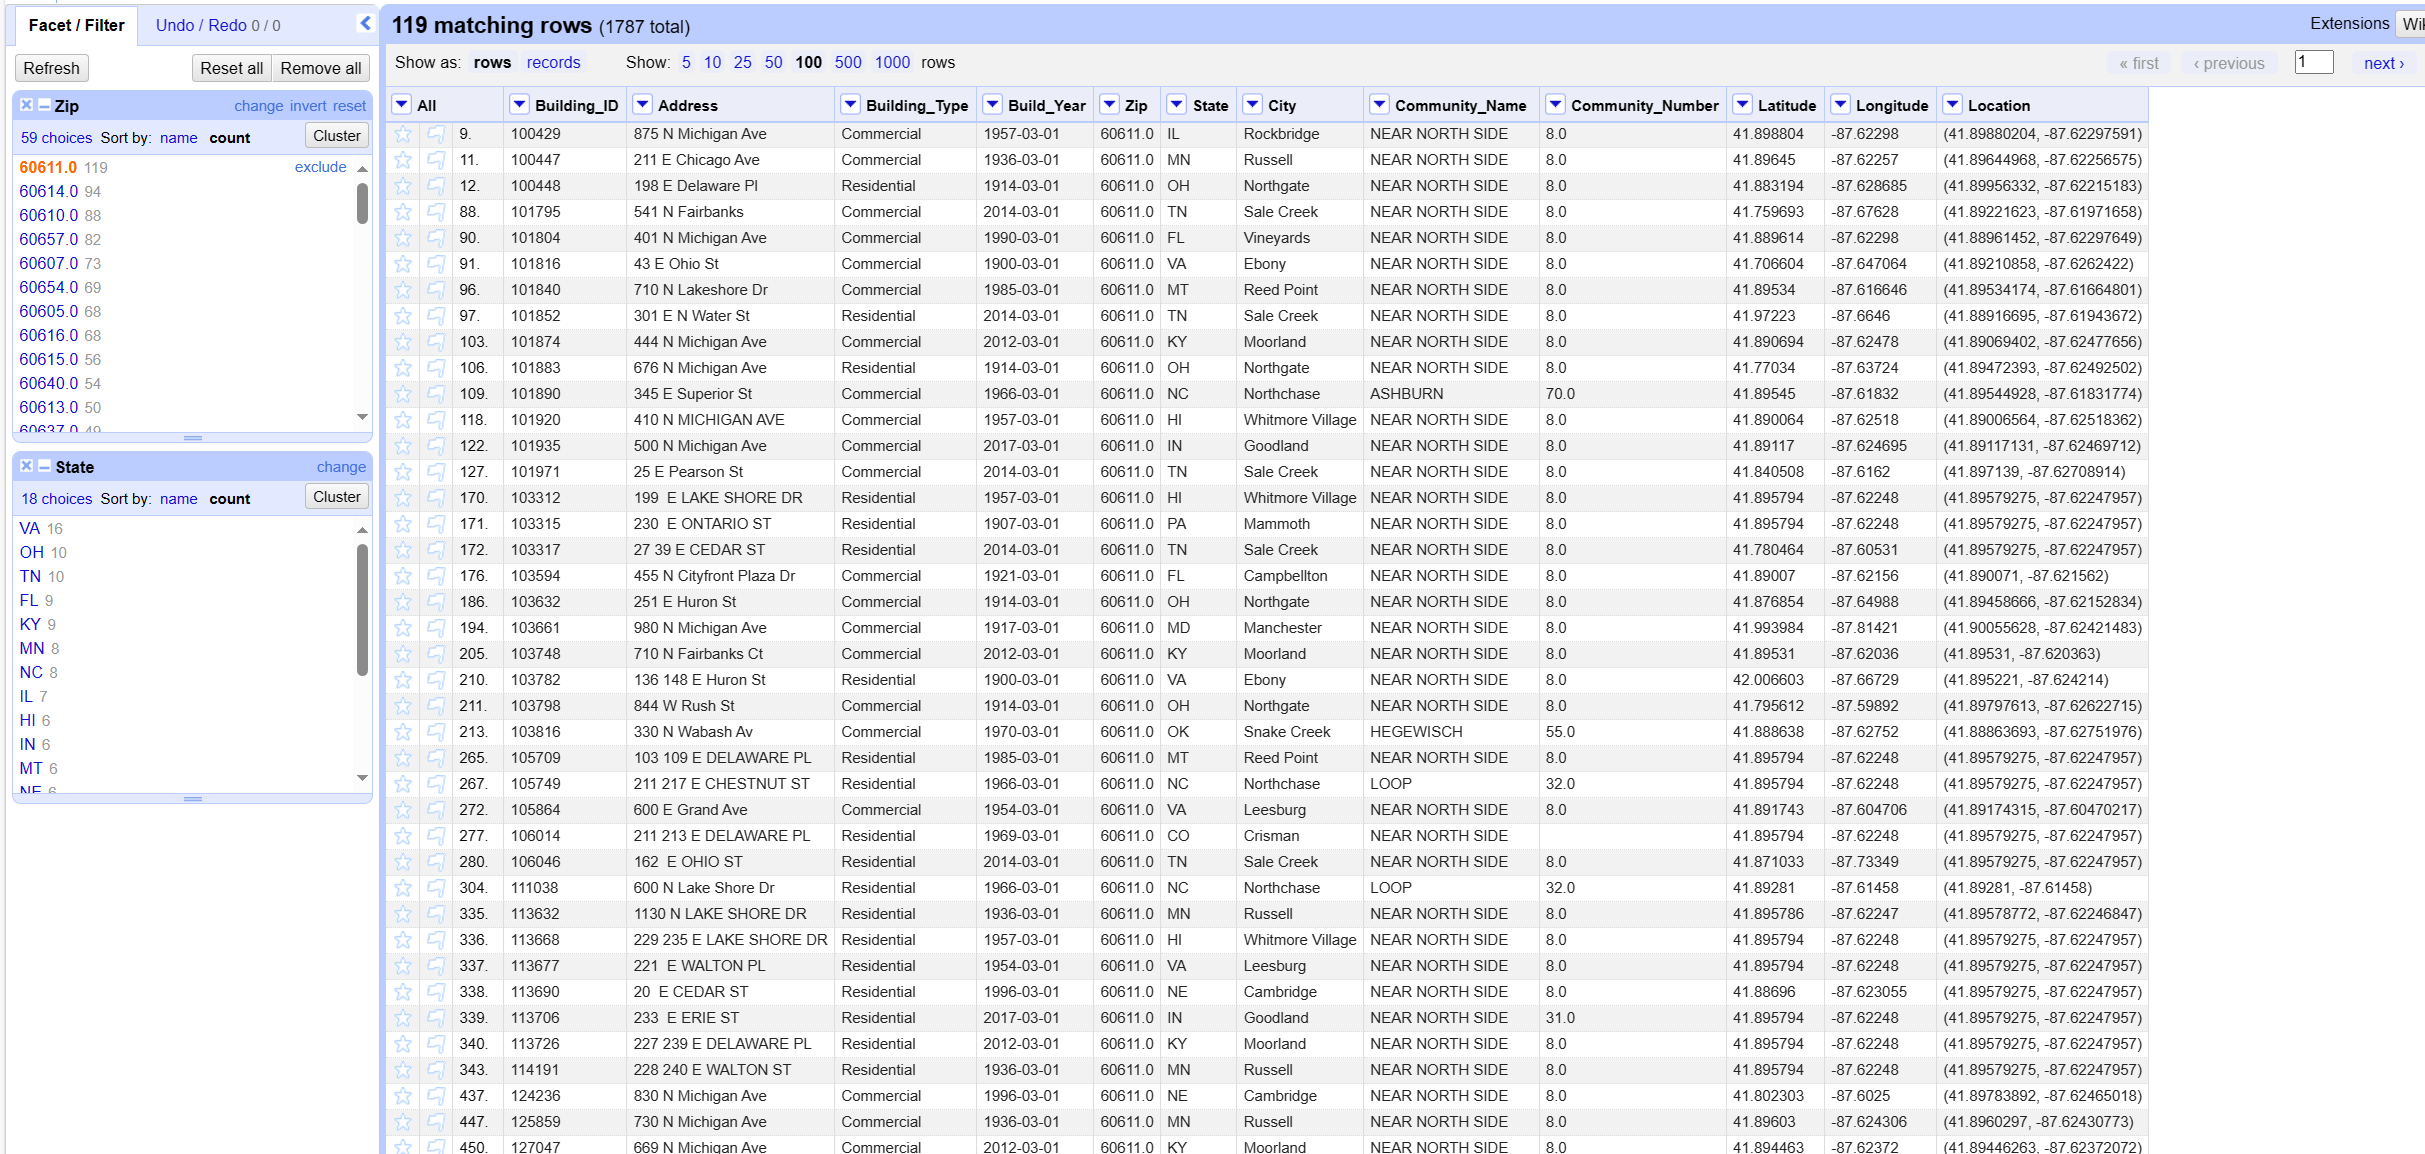 Facet / Filter Undo / Redo 0 / 0
Refresh Reset all Remove all
Zip change invert reset
59 choices Sort by: name count Cluster
60611.0 119 exclude
60614.0 94
60610.0 88
60657.0 82
60607.0 73
60654.0 69
60605.0 68
60616.0 68
60615.0 56
60640.0 54
60613.0 50
60637.0 49
State change
18 choices Sort by: name count Cluster
VA 16
OH 10
TN 10
FL 9
KY 9
MN 8
NC 8
IL 7
HI 6
IN 6
MT 6
NE 6
119 matching rows (1787 total) Extensions
Show as: rows records Show: 5 10 25 50 100 500 1000 rows « first ‹ previous 1 next ›
All Building_ID Address Building_Type Build_Year Zip State City Community_Name Community_Number Latitude Longitude Location
9. 100429 875 N Michigan Ave Commercial 1957-03-01 60611.0 IL Rockbridge NEAR NORTH SIDE 8.0 41.898804 -87.62298 (41.89880204, -87.62297591)
11. 100447 211 E Chicago Ave Commercial 1936-03-01 60611.0 MN Russell NEAR NORTH SIDE 8.0 41.89645 -87.62257 (41.89644968, -87.62256575)
12. 100448 198 E Delaware Pl Residential 1914-03-01 60611.0 OH Northgate NEAR NORTH SIDE 8.0 41.883194 -87.628685 (41.89956332, -87.62215183)
88. 101795 541 N Fairbanks Commercial 2014-03-01 60611.0 TN Sale Creek NEAR NORTH SIDE 8.0 41.759693 -87.67628 (41.89221623, -87.61971658)
90. 101804 401 N Michigan Ave Commercial 1990-03-01 60611.0 FL Vineyards NEAR NORTH SIDE 8.0 41.889614 -87.62298 (41.88961452, -87.62297649)
91. 101816 43 E Ohio St Commercial 1900-03-01 60611.0 VA Ebony NEAR NORTH SIDE 8.0 41.706604 -87.647064 (41.89210858, -87.6262422)
96. 101840 710 N Lakeshore Dr Commercial 1985-03-01 60611.0 MT Reed Point NEAR NORTH SIDE 8.0 41.89534 -87.616646 (41.89534174, -87.61664801)
97. 101852 301 E N Water St Residential 2014-03-01 60611.0 TN Sale Creek NEAR NORTH SIDE 8.0 41.97223 -87.6646 (41.88916695, -87.61943672)
103. 101874 444 N Michigan Ave Commercial 2012-03-01 60611.0 KY Moorland NEAR NORTH SIDE 8.0 41.890694 -87.62478 (41.89069402, -87.62477656)
106. 101883 676 N Michigan Ave Residential 1914-03-01 60611.0 OH Northgate NEAR NORTH SIDE 8.0 41.77034 -87.63724 (41.89472393, -87.62492502)
109. 101890 345 E Superior St Commercial 1966-03-01 60611.0 NC Northchase ASHBURN 70.0 41.89545 -87.61832 (41.89544928, -87.61831774)
118. 101920 410 N MICHIGAN AVE Commercial 1957-03-01 60611.0 HI Whitmore Village NEAR NORTH SIDE 8.0 41.890064 -87.62518 (41.89006564, -87.62518362)
122. 101935 500 N Michigan Ave Commercial 2017-03-01 60611.0 IN Goodland NEAR NORTH SIDE 8.0 41.89117 -87.624695 (41.89117131, -87.62469712)
127. 101971 25 E Pearson St Commercial 2014-03-01 60611.0 TN Sale Creek NEAR NORTH SIDE 8.0 41.840508 -87.6162 (41.897139, -87.62708914)
170. 103312 199 E LAKE SHORE DR Residential 1957-03-01 60611.0 HI Whitmore Village NEAR NORTH SIDE 8.0 41.895794 -87.62248 (41.89579275, -87.62247957)
171. 103315 230 E ONTARIO ST Residential 1907-03-01 60611.0 PA Mammoth NEAR NORTH SIDE 8.0 41.895794 -87.62248 (41.89579275, -87.62247957)
172. 103317 27 39 E CEDAR ST Residential 2014-03-01 60611.0 TN Sale Creek NEAR NORTH SIDE 8.0 41.780464 -87.60531 (41.89579275, -87.62247957)
176. 103594 455 N Cityfront Plaza Dr Commercial 1921-03-01 60611.0 FL Campbellton NEAR NORTH SIDE 8.0 41.89007 -87.62156 (41.890071, -87.621562)
186. 103632 251 E Huron St Commercial 1914-03-01 60611.0 OH Northgate NEAR NORTH SIDE 8.0 41.876854 -87.64988 (41.89458666, -87.62152834)
194. 103661 980 N Michigan Ave Commercial 1917-03-01 60611.0 MD Manchester NEAR NORTH SIDE 8.0 41.993984 -87.81421 (41.90055628, -87.62421483)
205. 103748 710 N Fairbanks Ct Commercial 2012-03-01 60611.0 KY Moorland NEAR NORTH SIDE 8.0 41.89531 -87.62036 (41.89531, -87.620363)
210. 103782 136 148 E Huron St Residential 1900-03-01 60611.0 VA Ebony NEAR NORTH SIDE 8.0 42.006603 -87.66729 (41.895221, -87.624214)
211. 103798 844 W Rush St Commercial 1914-03-01 60611.0 OH Northgate NEAR NORTH SIDE 8.0 41.795612 -87.59892 (41.89797613, -87.62622715)
213. 103816 330 N Wabash Av Commercial 1970-03-01 60611.0 OK Snake Creek HEGEWISCH 55.0 41.888638 -87.62752 (41.88863693, -87.62751976)
265. 105709 103 109 E DELAWARE PL Residential 1985-03-01 60611.0 MT Reed Point NEAR NORTH SIDE 8.0 41.895794 -87.62248 (41.89579275, -87.62247957)
267. 105749 211 217 E CHESTNUT ST Residential 1966-03-01 60611.0 NC Northchase LOOP 32.0 41.895794 -87.62248 (41.89579275, -87.62247957)
272. 105864 600 E Grand Ave Commercial 1954-03-01 60611.0 VA Leesburg NEAR NORTH SIDE 8.0 41.891743 -87.604706 (41.89174315, -87.60470217)
277. 106014 211 213 E DELAWARE PL Residential 1969-03-01 60611.0 CO Crisman NEAR NORTH SIDE 41.895794 -87.62248 (41.89579275, -87.62247957)
280. 106046 162 E OHIO ST Residential 2014-03-01 60611.0 TN Sale Creek NEAR NORTH SIDE 8.0 41.871033 -87.73349 (41.89579275, -87.62247957)
304. 111038 600 N Lake Shore Dr Residential 1966-03-01 60611.0 NC Northchase LOOP 32.0 41.89281 -87.61458 (41.89281, -87.61458)
335. 113632 1130 N LAKE SHORE DR Residential 1936-03-01 60611.0 MN Russell NEAR NORTH SIDE 8.0 41.895786 -87.62247 (41.89578772, -87.62246847)
336. 113668 229 235 E LAKE SHORE DR Residential 1957-03-01 60611.0 HI Whitmore Village NEAR NORTH SIDE 8.0 41.895794 -87.62248 (41.89579275, -87.62247957)
337. 113677 221 E WALTON PL Residential 1954-03-01 60611.0 VA Leesburg NEAR NORTH SIDE 8.0 41.895794 -87.62248 (41.89579275, -87.62247957)
338. 113690 20 E CEDAR ST Residential 1996-03-01 60611.0 NE Cambridge NEAR NORTH SIDE 8.0 41.88696 -87.623055 (41.89579275, -87.62247957)
339. 113706 233 E ERIE ST Residential 2017-03-01 60611.0 IN Goodland NEAR NORTH SIDE 31.0 41.895794 -87.62248 (41.89579275, -87.62247957)
340. 113726 227 239 E DELAWARE PL Residential 2012-03-01 60611.0 KY Moorland NEAR NORTH SIDE 8.0 41.895794 -87.62248 (41.89579275, -87.62247957)
343. 114191 228 240 E WALTON ST Residential 1936-03-01 60611.0 MN Russell NEAR NORTH SIDE 8.0 41.895794 -87.62248 (41.89579275, -87.62247957)
437. 124236 830 N Michigan Ave Commercial 1996-03-01 60611.0 NE Cambridge NEAR NORTH SIDE 8.0 41.802303 -87.6025 (41.89783892, -87.62465018)
447. 125859 730 N Michigan Ave Commercial 1936-03-01 60611.0 MN Russell NEAR NORTH SIDE 8.0 41.89603 -87.624306 (41.8960297, -87.62430773)
450. 127047 669 N Michigan Ave Commercial 2012-03-01 60611.0 KY Moorland NEAR NORTH SIDE 8.0 41.894463 -87.62372 (41.89446263, -87.62372072)